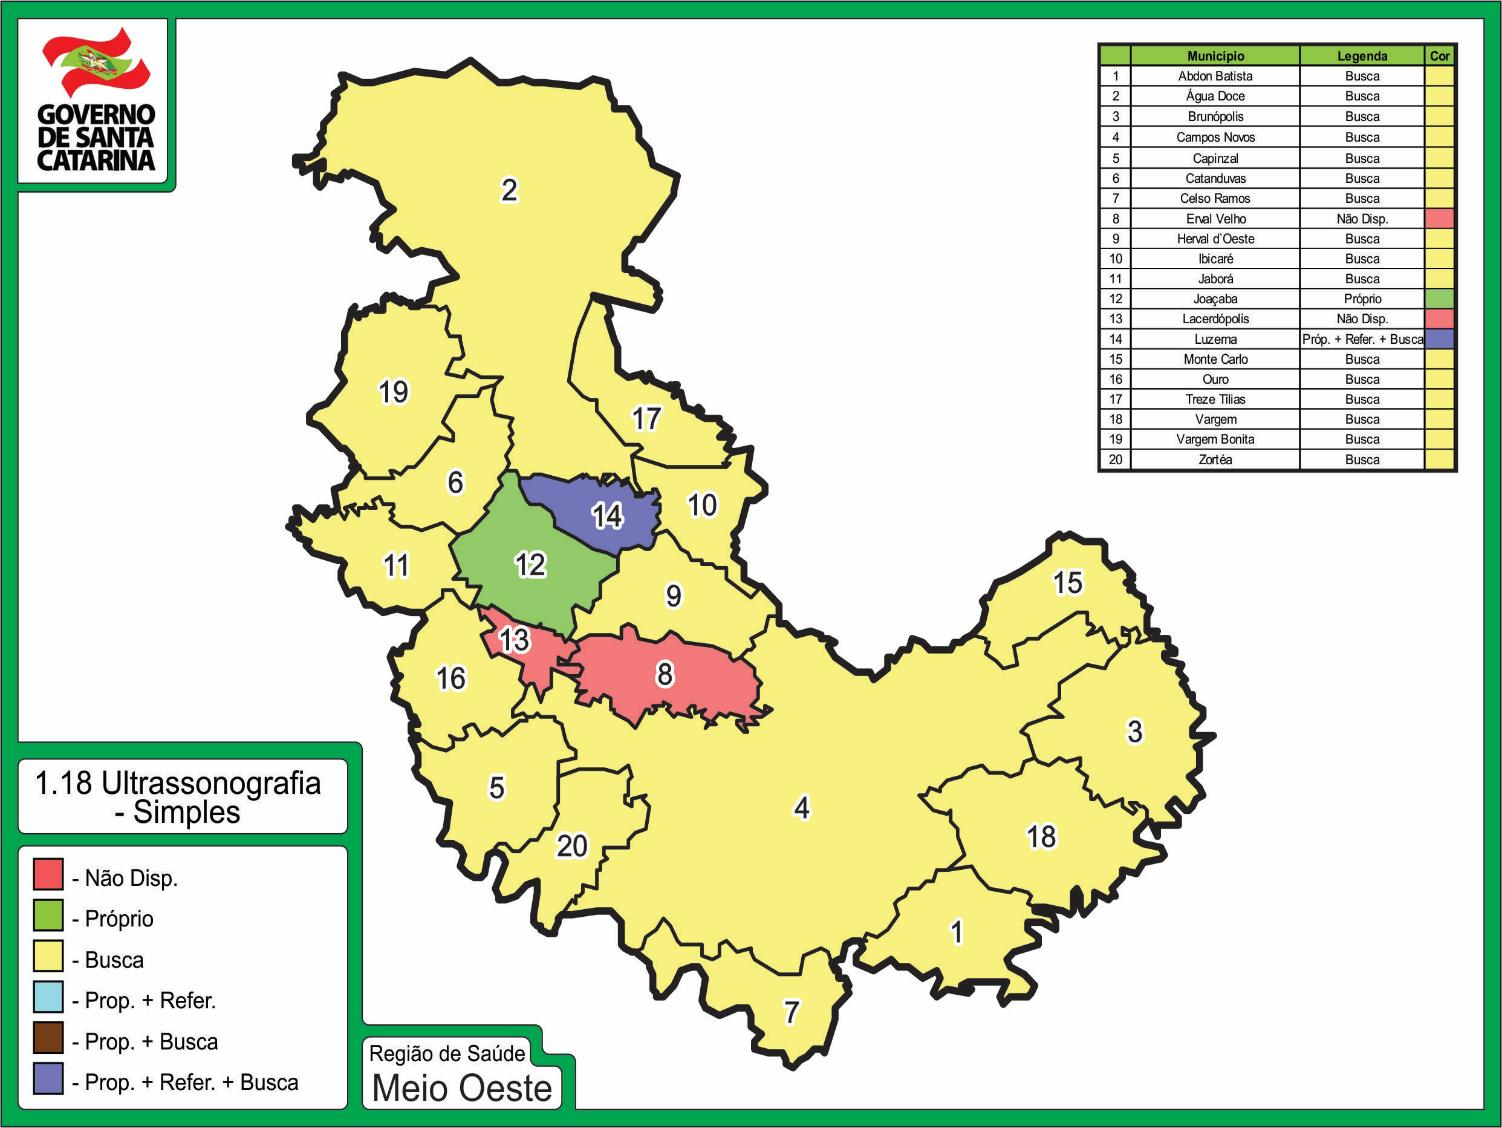 GOVERNO
DE SANTA
CATARINA
Município Legenda Cor
1 Abdon Batista Busca
2 Água Doce Busca
3 Brunópolis Busca
4 Campos Novos Busca
5 Capinzal Busca
6 Catanduvas Busca
7 Celso Ramos Busca
8 Erval Velho Não Disp.
9 Herval d`Oeste Busca
10 Ibicaré Busca
11 Jaborá Busca
12 Joaçaba Próprio
13 Lacerdópolis Não Disp.
14 Luzerna Próp. + Refer. + Busca
15 Monte Carlo Busca
16 Ouro Busca
17 Treze Tílias Busca
18 Vargem Busca
19 Vargem Bonita Busca
20 Zortéa Busca
2
19
17
6
10
14
12
11
15
9
13
8
16
3
5
4
18
20
1
7
1.18 Ultrassonografia
- Simples
- Não Disp.
- Próprio
- Busca
- Prop. + Refer.
- Prop. + Busca
- Prop. + Refer. + Busca
Região de Saúde
Meio Oeste